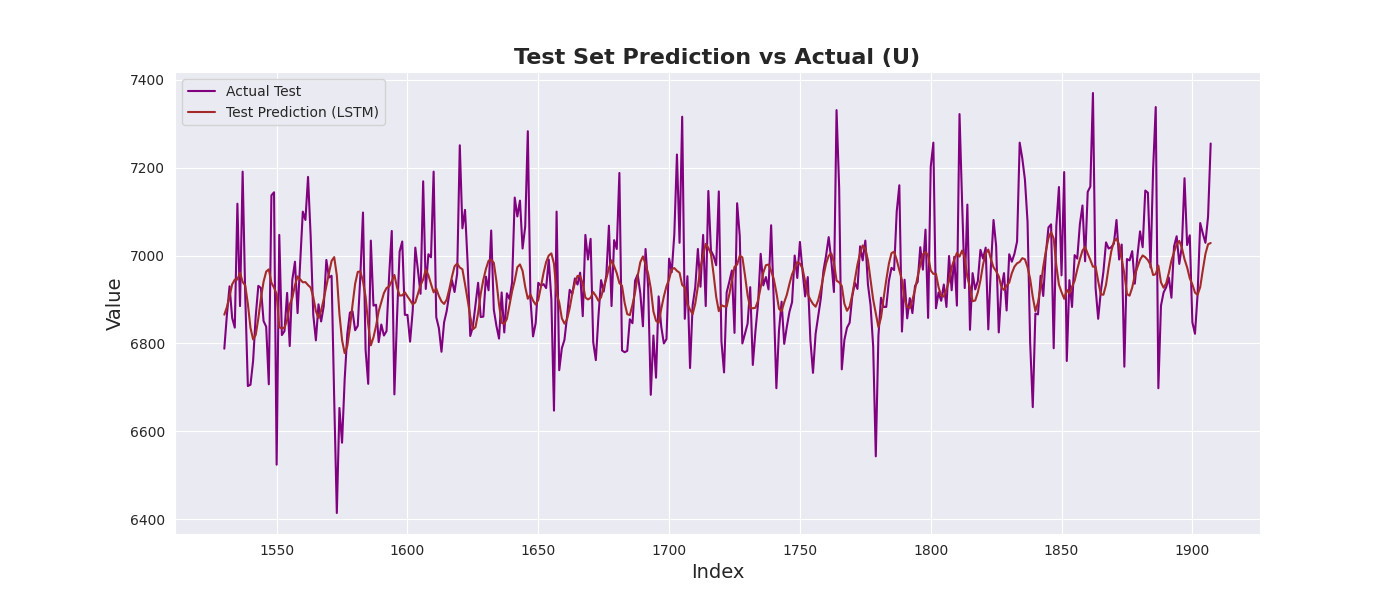 Test Set Prediction vs Actual (U)
Actual Test
Test Prediction (LSTM)
Value
7400
7200
7000
6800
6600
6400
1550 1600 1650 1700 1750 1800 1850 1900
Index